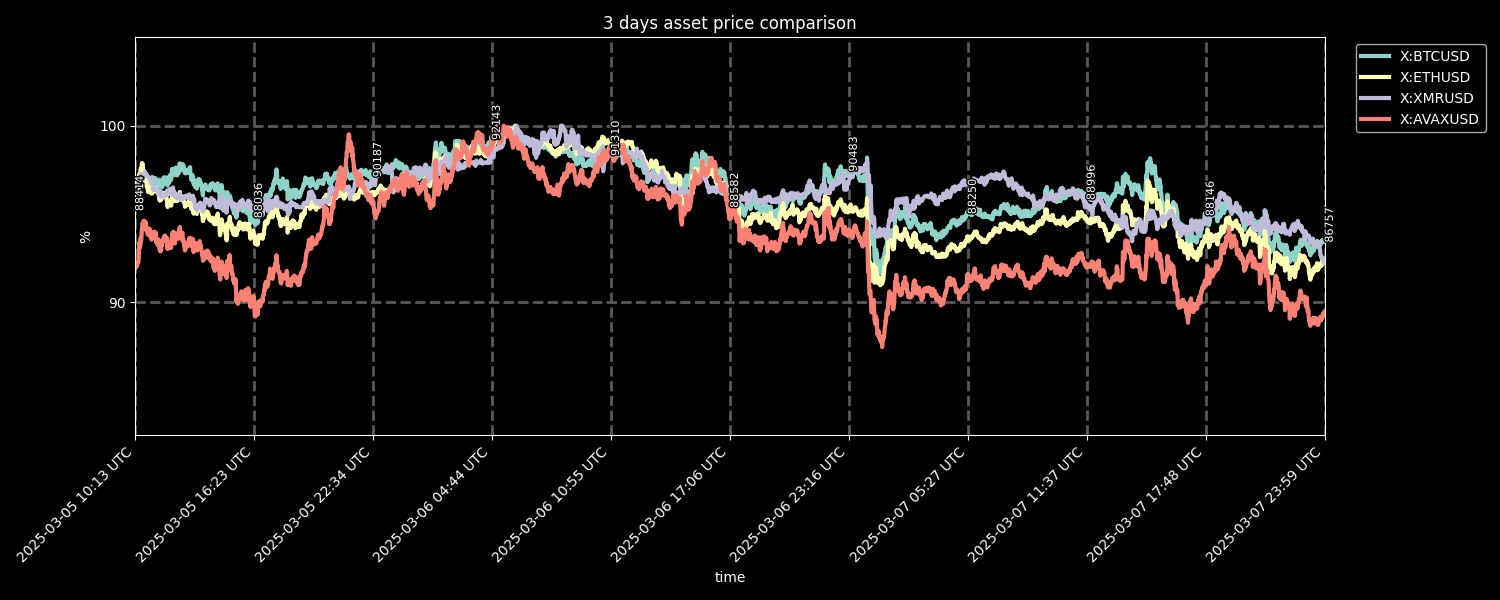 3 days asset price comparison
X:BTCUSD
X:ETHUSD
X:XMRUSD
X:AVAXUSD
100
90
%
88036
90187
92143
91310
88582
90483
88250
88996
88146
86757
2025-03-05 10:13 UTC
2025-03-05 16:23 UTC
2025-03-05 22:34 UTC
2025-03-06 04:44 UTC
2025-03-06 10:55 UTC
2025-03-06 17:06 UTC
2025-03-06 23:16 UTC
2025-03-07 05:27 UTC
2025-03-07 11:37 UTC
2025-03-07 17:48 UTC
2025-03-07 23:59 UTC
time